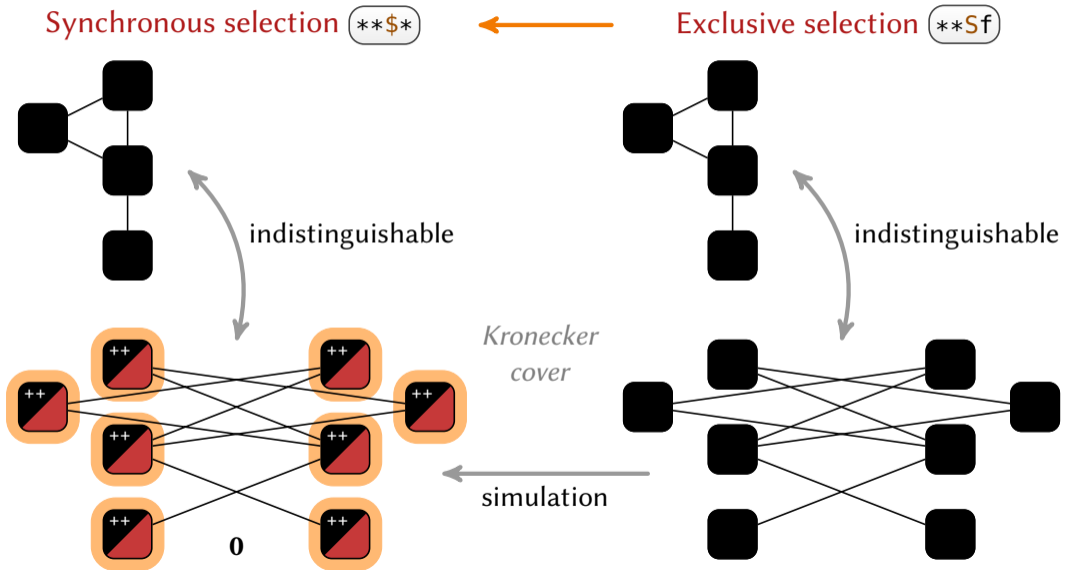 Synchronous selection **$*
Exclusive selection **Sf
indistinguishable
indistinguishable
Kronecker
cover
++
++
++
++
++
++
++
++
simulation
0